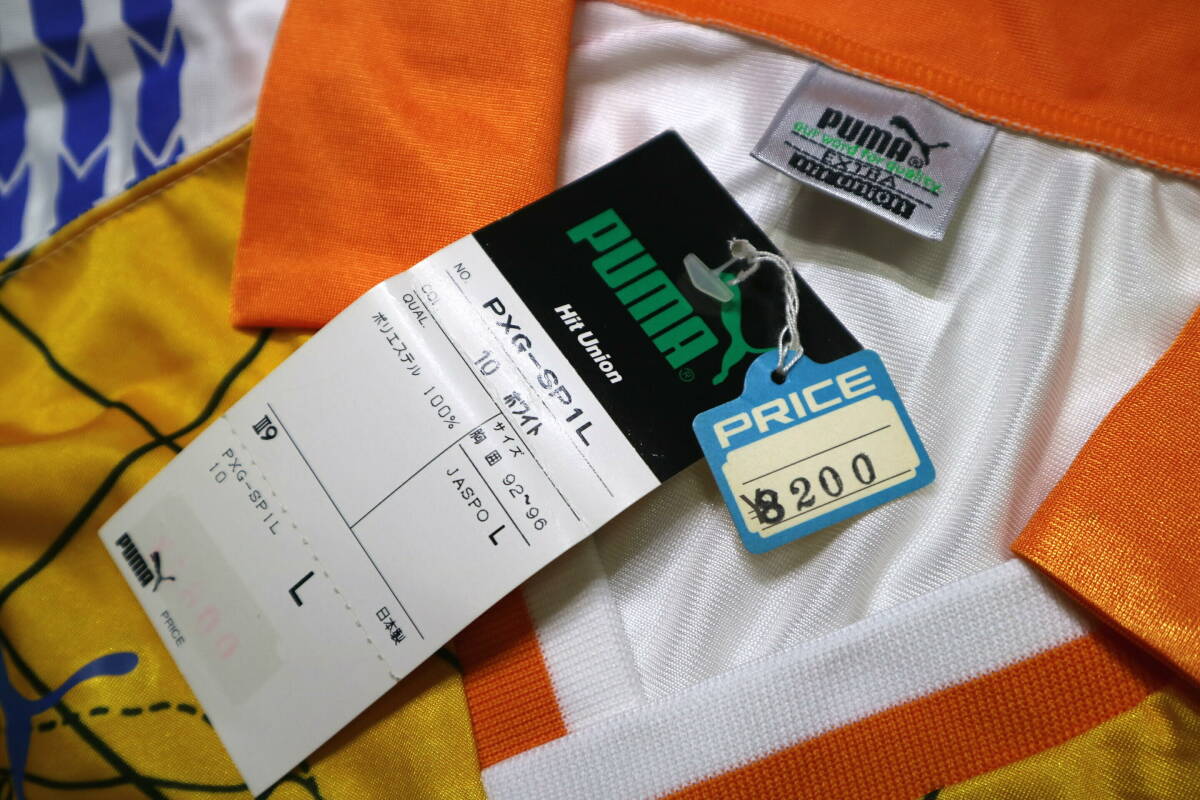 PUMA®
our word for quality
EXTRA
HIT UNION
PUMA®
Hit Union
NO. PXG-SP1L
COL. 10 ホワイト
QUAL.
ポリエステル 100%
サイズ
胸囲 92~96
JASPO L
Ⅲ9
日本製
PXG-SP1L
10
L
PUMA
PRICE
PRICE
¥8200